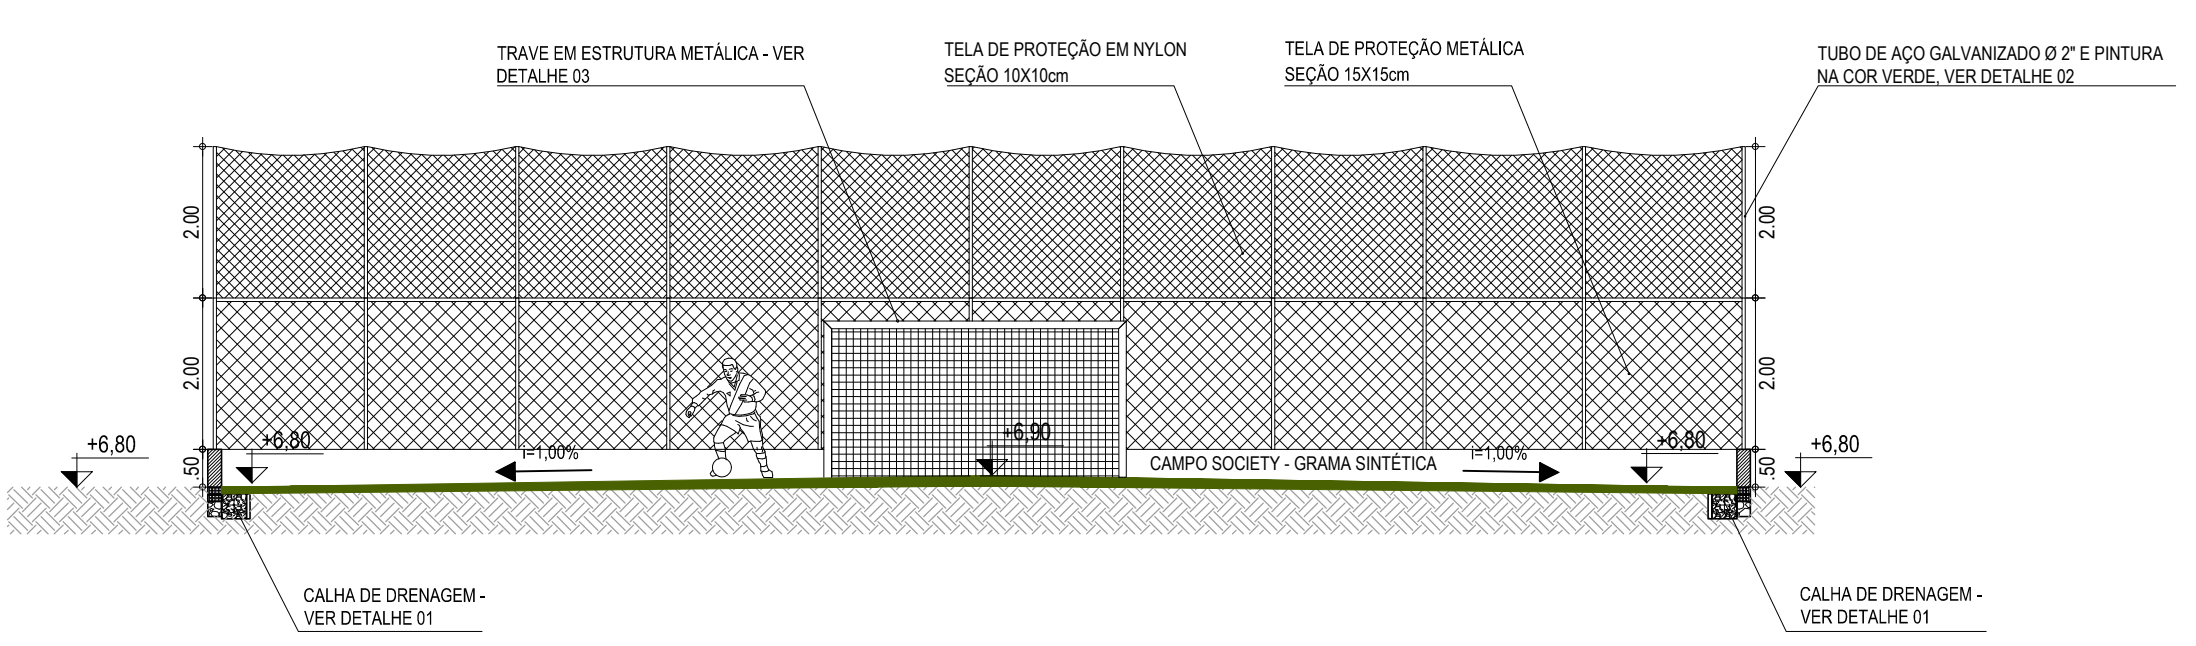 TRAVE EM ESTRUTURA METÁLICA - VER
DETALHE 03
TELA DE PROTEÇÃO EM NYLON
SEÇÃO 10X10cm
TELA DE PROTEÇÃO METÁLICA
SEÇÃO 15X15cm
TUBO DE AÇO GALVANIZADO Ø 2" E PINTURA
NA COR VERDE, VER DETALHE 02
2.00
2.00
2.00
2.00
+6,80
+6,80
i=1,00%
+6,90
CAMPO SOCIETY - GRAMA SINTÉTICA
i=1,00%
+6,80
+6,80
.50
.50
CALHA DE DRENAGEM -
VER DETALHE 01
CALHA DE DRENAGEM -
VER DETALHE 01